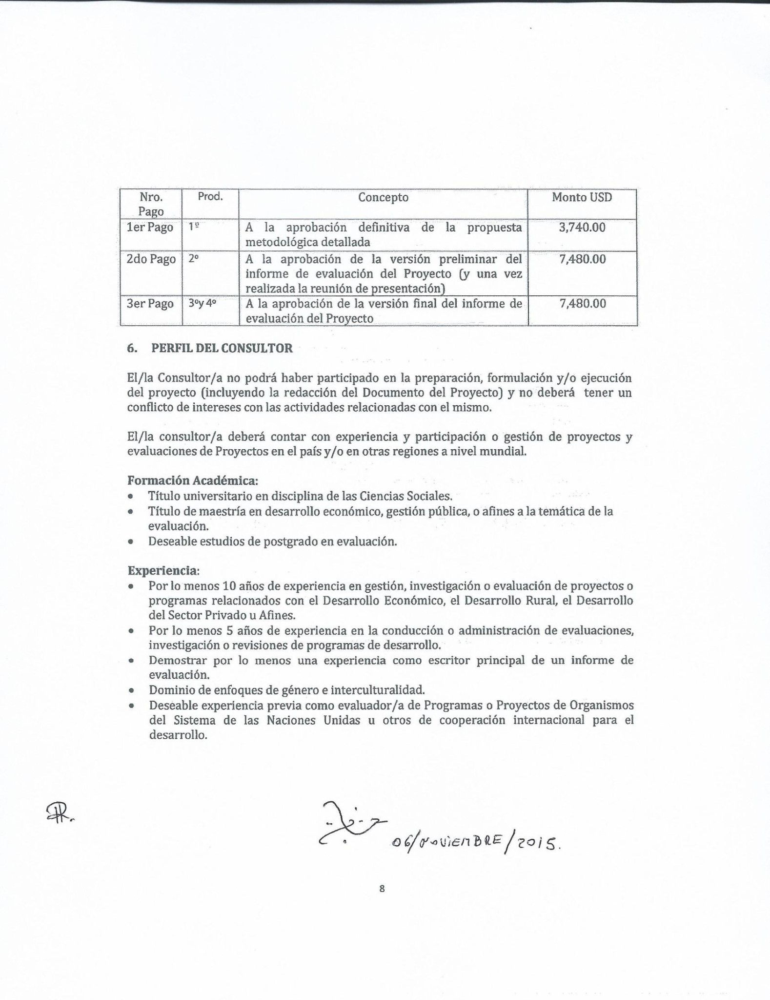 Nro. Pago Prod. Concepto Monto USD
1er Pago 1º A la aprobación definitiva de la propuesta metodológica detallada 3,740.00
2do Pago 2º A la aprobación de la versión preliminar del informe de evaluación del Proyecto (y una vez realizada la reunión de presentación) 7,480.00
3er Pago 3ºy 4º A la aprobación de la versión final del informe de evaluación del Proyecto 7,480.00
6. PERFIL DEL CONSULTOR
El/la Consultor/a no podrá haber participado en la preparación, formulación y/o ejecución
del proyecto (incluyendo la redacción del Documento del Proyecto) y no deberá tener un
conflicto de intereses con las actividades relacionadas con el mismo.
El/la consultor/a deberá contar con experiencia y participación o gestión de proyectos y
evaluaciones de Proyectos en el país y/o en otras regiones a nivel mundial.
Formación Académica:
• Título universitario en disciplina de las Ciencias Sociales.
• Título de maestría en desarrollo económico, gestión pública, o afines a la temática de la
evaluación.
• Deseable estudios de postgrado en evaluación.
Experiencia:
• Por lo menos 10 años de experiencia en gestión, investigación o evaluación de proyectos o
programas relacionados con el Desarrollo Económico, el Desarrollo Rural, el Desarrollo
del Sector Privado u Afines.
• Por lo menos 5 años de experiencia en la conducción o administración de evaluaciones,
investigación o revisiones de programas de desarrollo.
• Demostrar por lo menos una experiencia como escritor principal de un informe de
evaluación.
• Dominio de enfoques de género e interculturalidad.
• Deseable experiencia previa como evaluador/a de Programas o Proyectos de Organismos
del Sistema de las Naciones Unidas u otros de cooperación internacional para el
desarrollo.
06/NOVIEMBRE/2015.
8